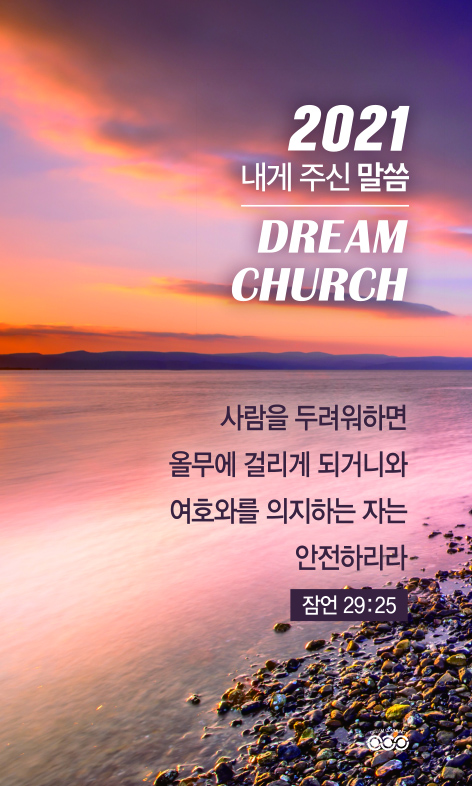 2021
내게 주신 말씀
DREAM
CHURCH
사람을 두려워하면
올무에 걸리게 되거니와
여호와를 의지하는 자는
안전하리라
잠언 29:25